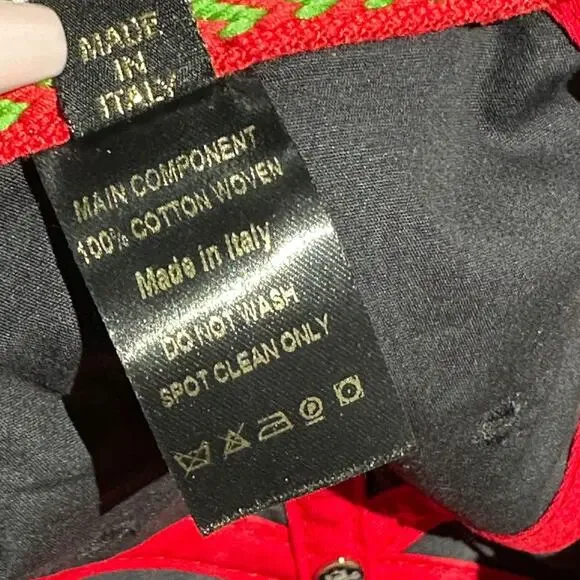 MADE
IN
ITALY
MAIN COMPONENT
100% COTTON WOVEN
Made in Italy
DO NOT WASH
SPOT CLEAN ONLY